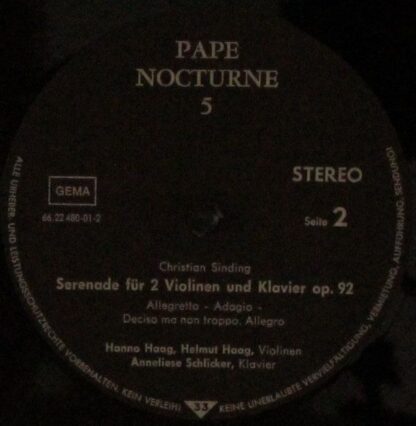 PAPE
NOCTURNE
5
STEREO
GEMA
66.22 480-01-2
Seite 2
Christian Sinding
Serenade für 2 Violinen und Klavier op. 92
Allegretto - Adagio -
Deciso ma non troppo, Allegro
Hanno Haag, Helmut Haag, Violinen
Anneliese Schlicker, Klavier
ALLE URHEBER- UND LEISTUNGSSCHUTZRECHTE VORBEHALTEN. KEIN VERLEIH! KEINE UNERLAUBTE VERVIELFÄLTIGUNG, VERMIETUNG, AUFFÜHRUNG, SENDUNG!
33